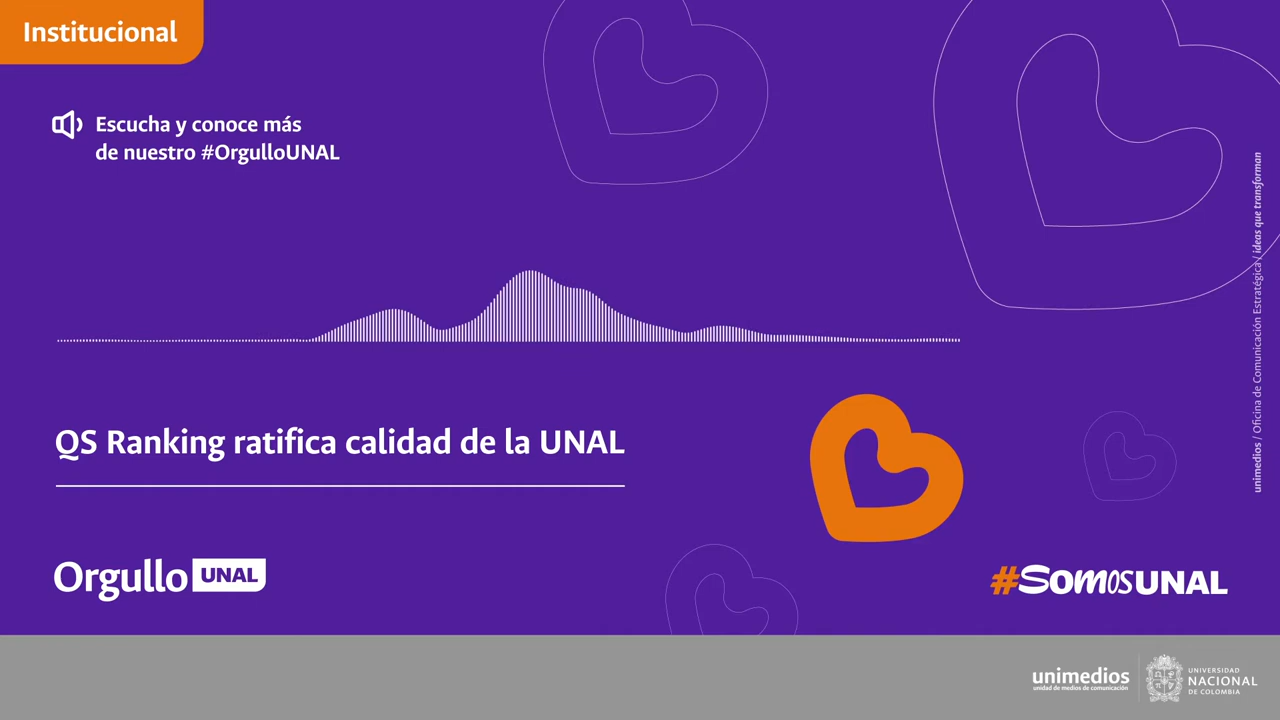 Institucional
Escucha y conoce más
de nuestro #OrgulloUNAL
unimedios / Oficina de Comunicación Estratégica / ideas que transforman
QS Ranking ratifica calidad de la UNAL
Orgullo UNAL
#SomosUNAL
unimedios
unidad de medios de comunicación
UNIVERSIDAD
NACIONAL
DE COLOMBIA